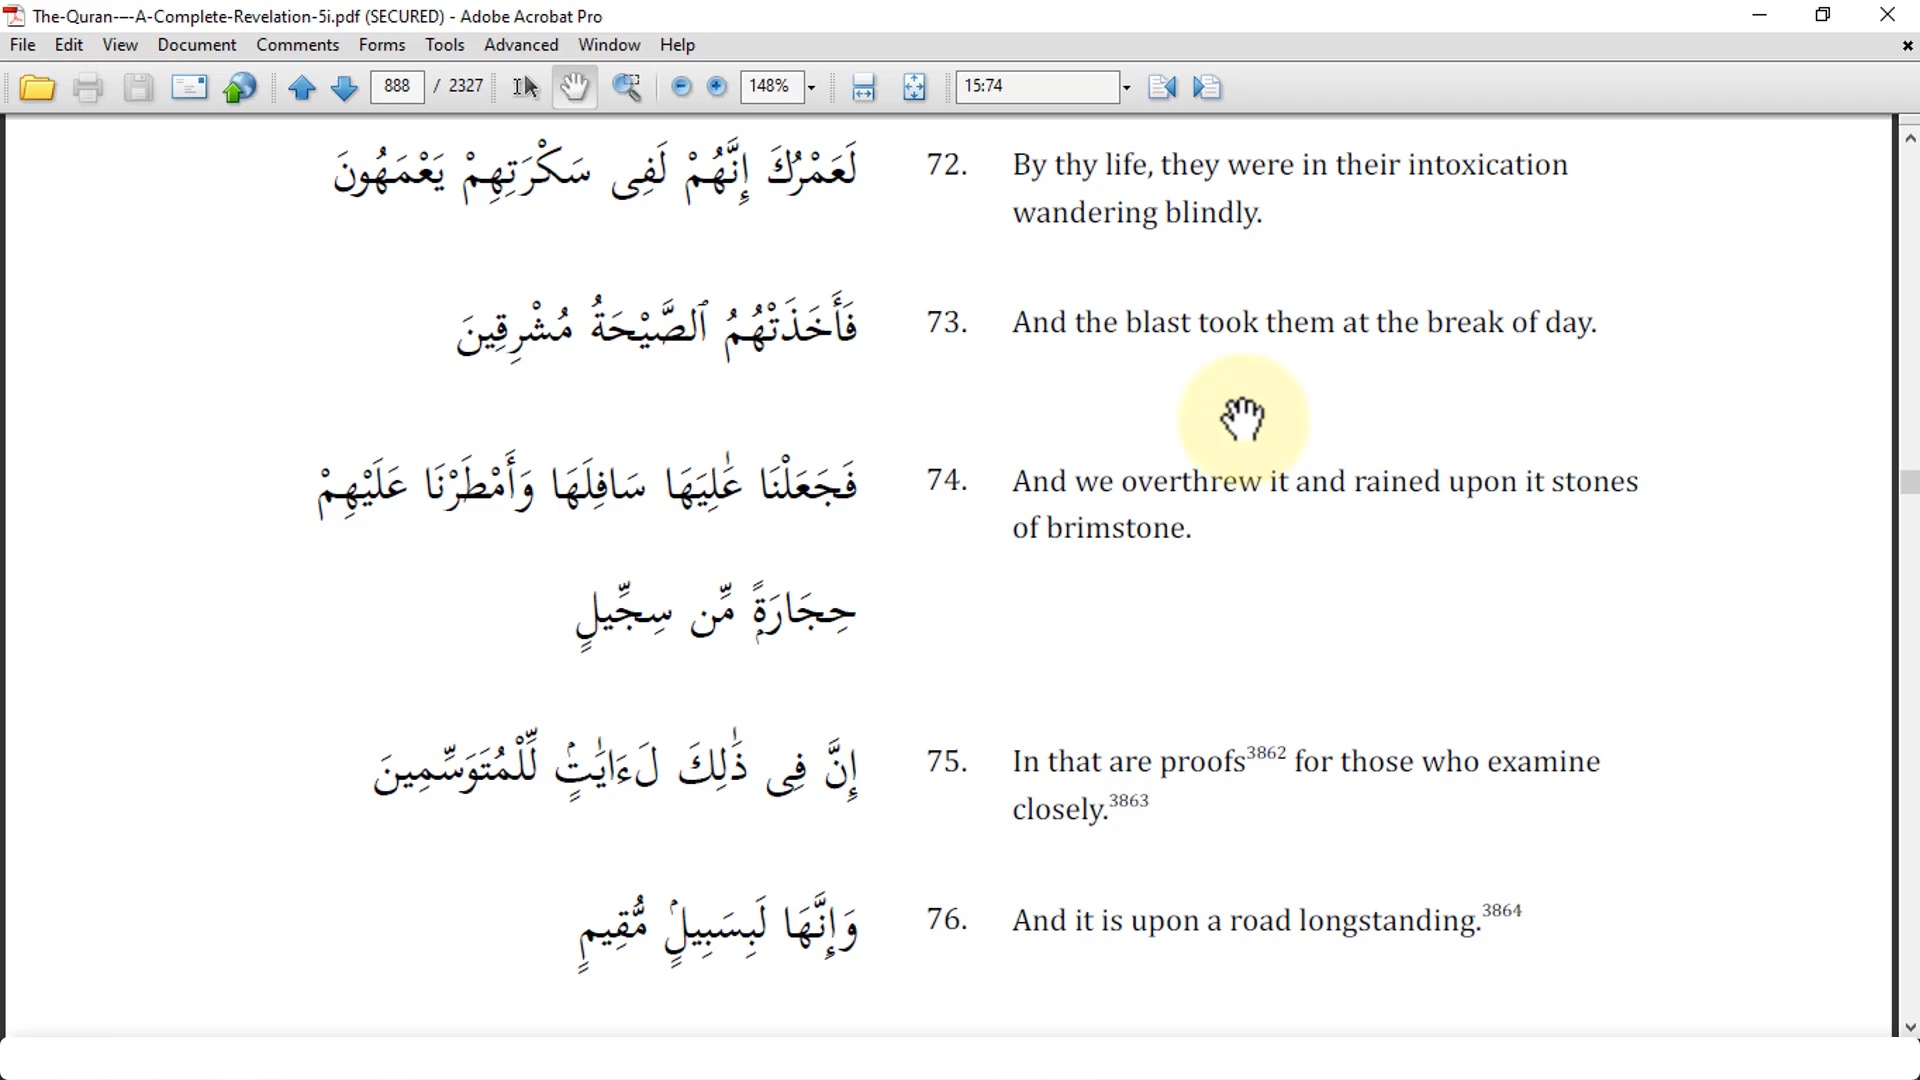 The-Quran-—-A-Complete-Revelation-5i.pdf (SECURED) - Adobe Acrobat Pro
File Edit View Document Comments Forms Tools Advanced Window Help
888 / 2327 148% 15:74
لَعَمْرُكَ إِنَّهُمْ لَفِى سَكْرَتِهِمْ يَعْمَهُونَ
72. By thy life, they were in their intoxication
wandering blindly.
فَأَخَذَتْهُمُ ٱلصَّيْحَةُ مُشْرِقِينَ
73. And the blast took them at the break of day.
فَجَعَلْنَا عَٰلِيَهَا سَافِلَهَا وَأَمْطَرْنَا عَلَيْهِمْ
حِجَارَةًۭ مِّن سِجِّيلٍ
74. And we overthrew it and rained upon it stones
of brimstone.
إِنَّ فِى ذَٰلِكَ لَـَٔايَٰتٍۢ لِّلْمُتَوَسِّمِينَ
75. In that are proofs3862 for those who examine
closely.3863
وَإِنَّهَا لَبِسَبِيلٍۢ مُّقِيمٍ
76. And it is upon a road longstanding.3864